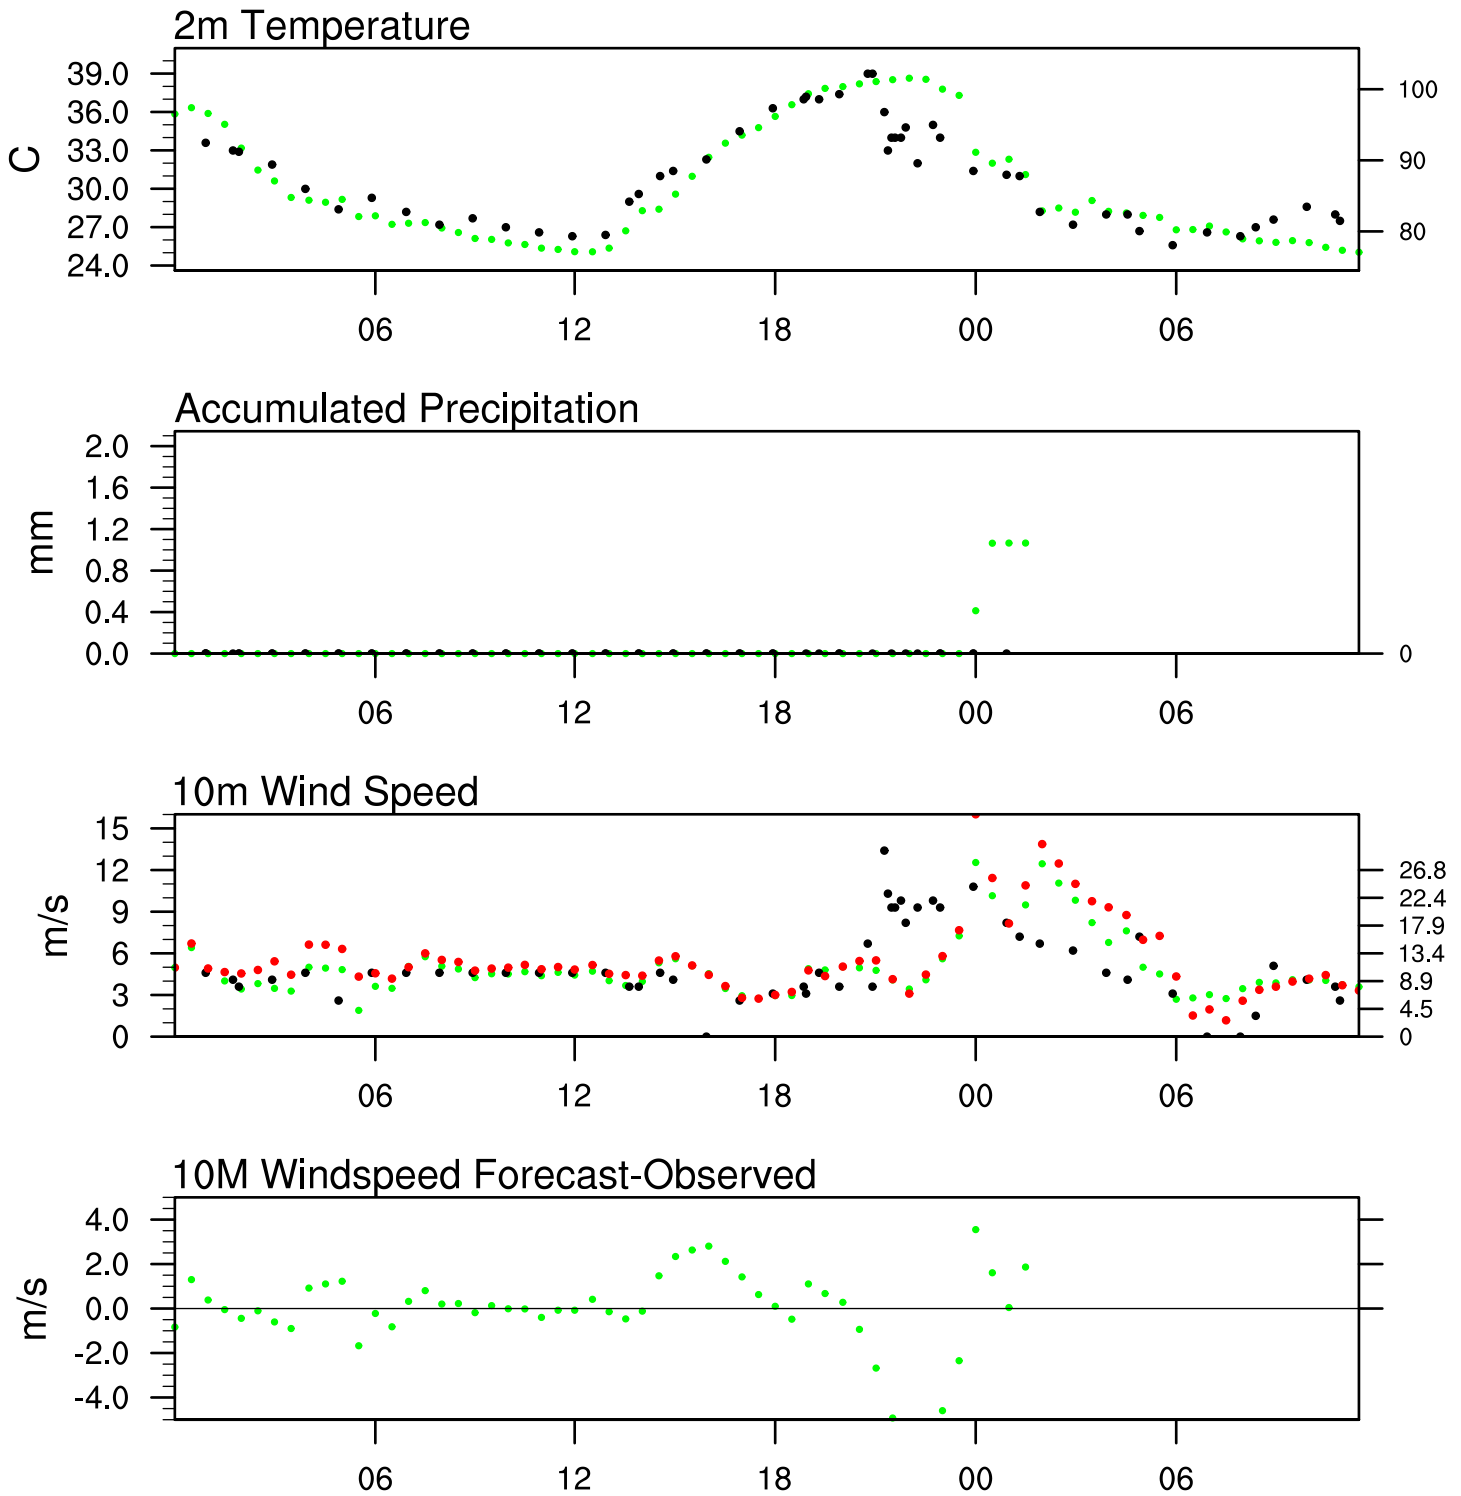 2m Temperature
39.0
36.0
33.0
30.0
27.0
24.0
C
100
90
80
06 12 18 00 06
Accumulated Precipitation
2.0
1.6
1.2
0.8
0.4
0.0
mm
0
06 12 18 00 06
10m Wind Speed
15
12
9
6
3
0
m/s
26.8
22.4
17.9
13.4
8.9
4.5
0
06 12 18 00 06
10M Windspeed Forecast-Observed
4.0
2.0
0.0
-2.0
-4.0
m/s
06 12 18 00 06